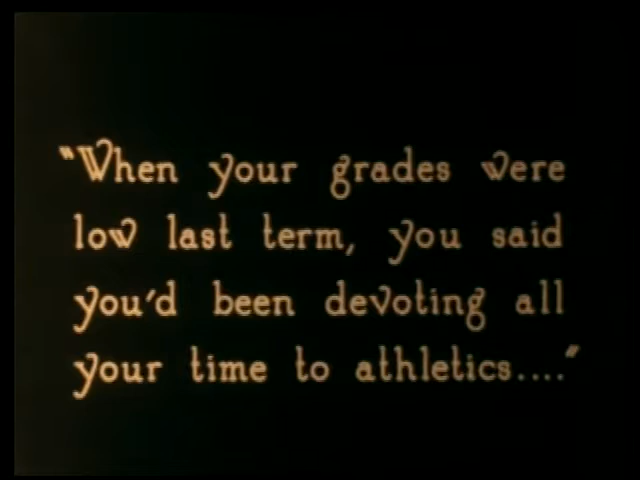 "When your grades were
low last term, you said
you'd been devoting all
your time to athletics...."